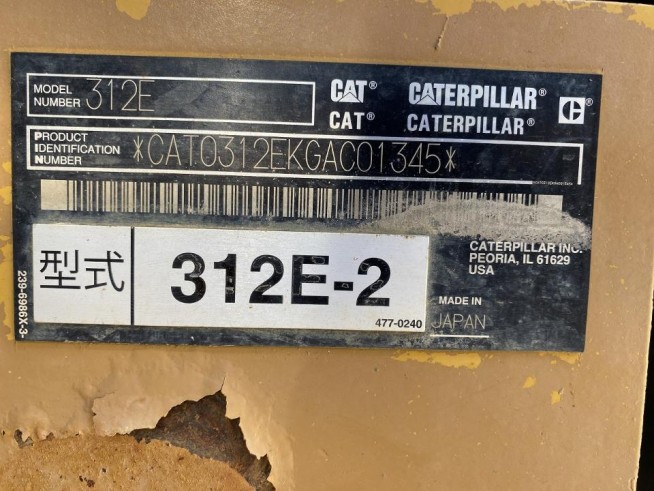 MODEL NUMBER 312E
CAT® CATERPILLAR®
CAT® CATERPILLAR®
PRODUCT IDENTIFICATION NUMBER *CAT0312EKGAC01345*
型式 312E-2
477-0240
CATERPILLAR INC.
PEORIA, IL 61629
USA
MADE IN
JAPAN
239-6986X-3